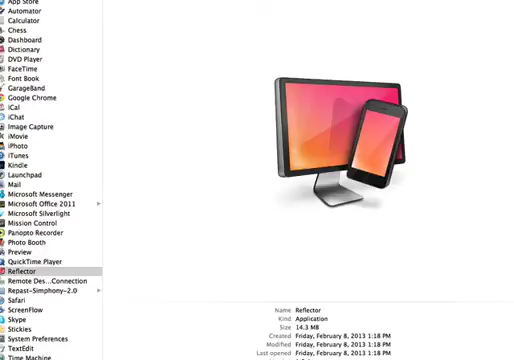 App Store
Automator
Calculator
Chess
Dashboard
Dictionary
DVD Player
FaceTime
Font Book
GarageBand
Google Chrome
iCal
iChat
Image Capture
iMovie
iPhoto
iTunes
Kindle
Launchpad
Mail
Microsoft Messenger
Microsoft Office 2011
Microsoft Silverlight
Mission Control
Panopto Recorder
Photo Booth
Preview
QuickTime Player
Reflector
Remote Des...Connection
Repast-Simphony-2.0
Safari
ScreenFlow
Skype
Stickies
System Preferences
TextEdit
Time Machine
Name Reflector
Kind Application
Size 14.3 MB
Created Friday, February 8, 2013 1:18 PM
Modified Friday, February 8, 2013 1:18 PM
Last opened Friday, February 8, 2013 1:18 PM